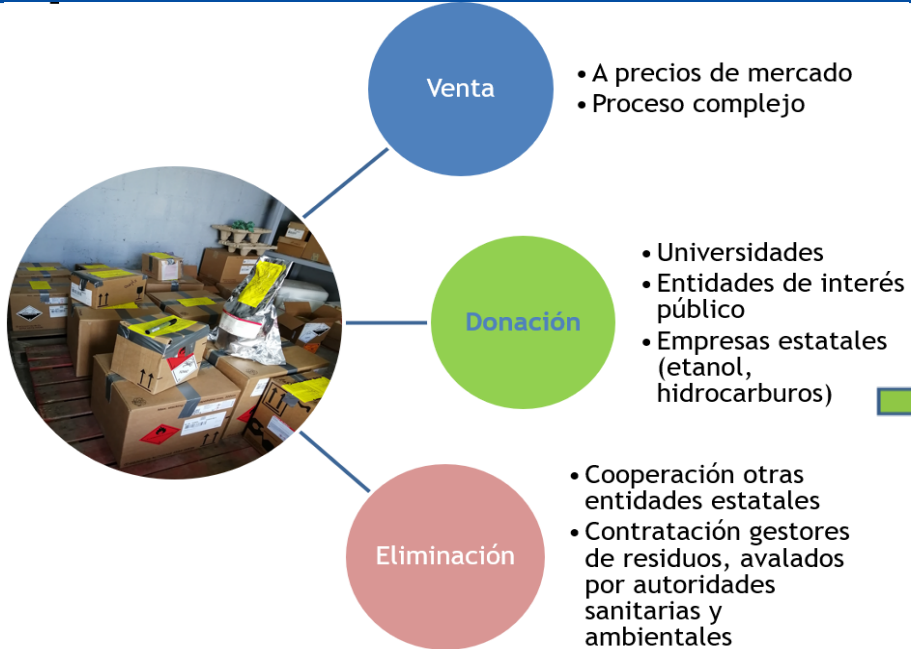 Venta
• A precios de mercado
• Proceso complejo
Donación
• Universidades
• Entidades de interés
público
• Empresas estatales
(etanol,
hidrocarburos)
Eliminación
• Cooperación otras
entidades estatales
• Contratación gestores
de residuos, avalados
por autoridades
sanitarias y
ambientales